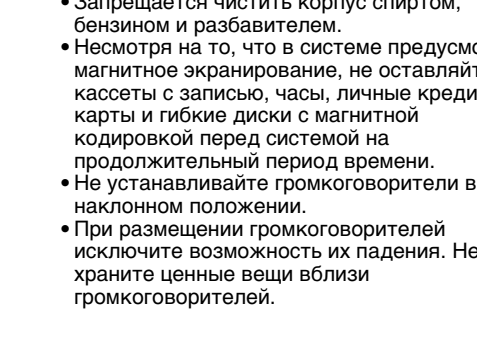 • Запрещается чистить корпус спиртом,
бензином и разбавителем.
• Несмотря на то, что в системе предусмо
магнитное экранирование, не оставляйт
кассеты с записью, часы, личные креди
карты и гибкие диски с магнитной
кодировкой перед системой на
продолжительный период времени.
• Не устанавливайте громкоговорители в
наклонном положении.
• При размещении громкоговорителей
исключите возможность их падения. Не
храните ценные вещи вблизи
громкоговорителей.